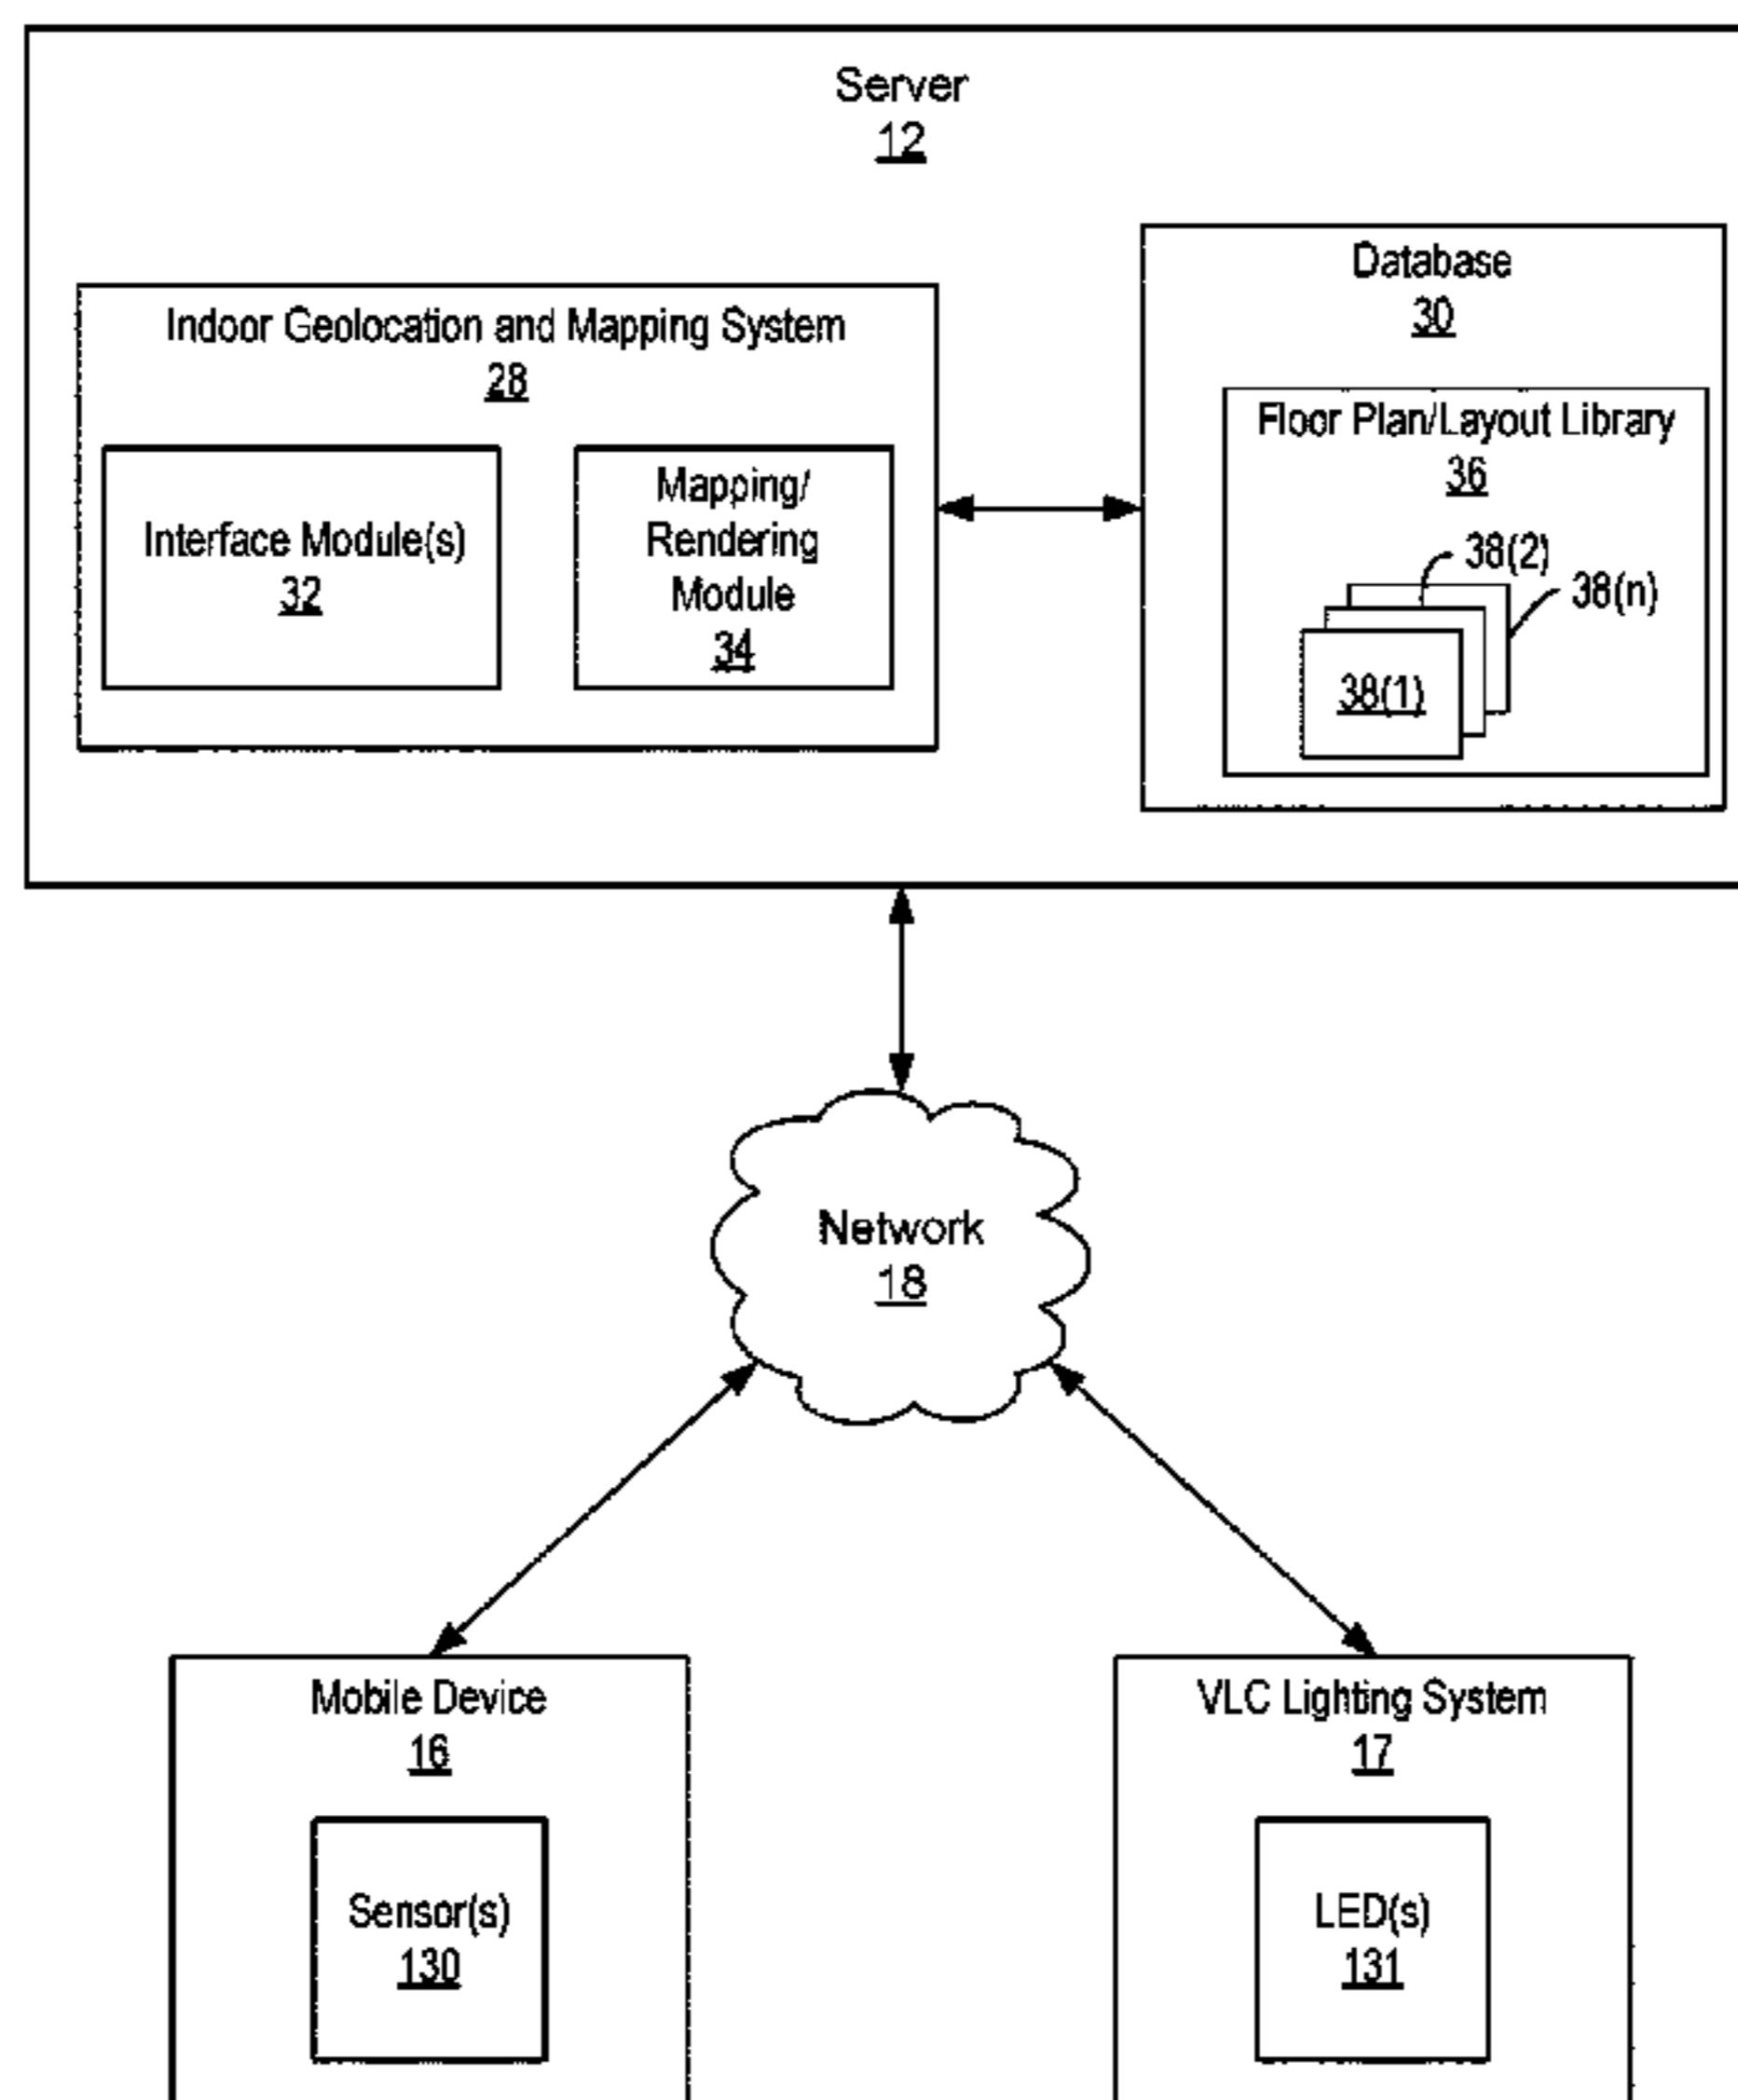 Server
12
Indoor Geolocation and Mapping System
28
Interface Module(s)
32
Mapping/
Rendering
Module
34
Database
30
Floor Plan/Layout Library
36
38(2)
38(n)
38(1)
Network
18
Mobile Device
16
Sensor(s)
130
VLC Lighting System
17
LED(s)
131